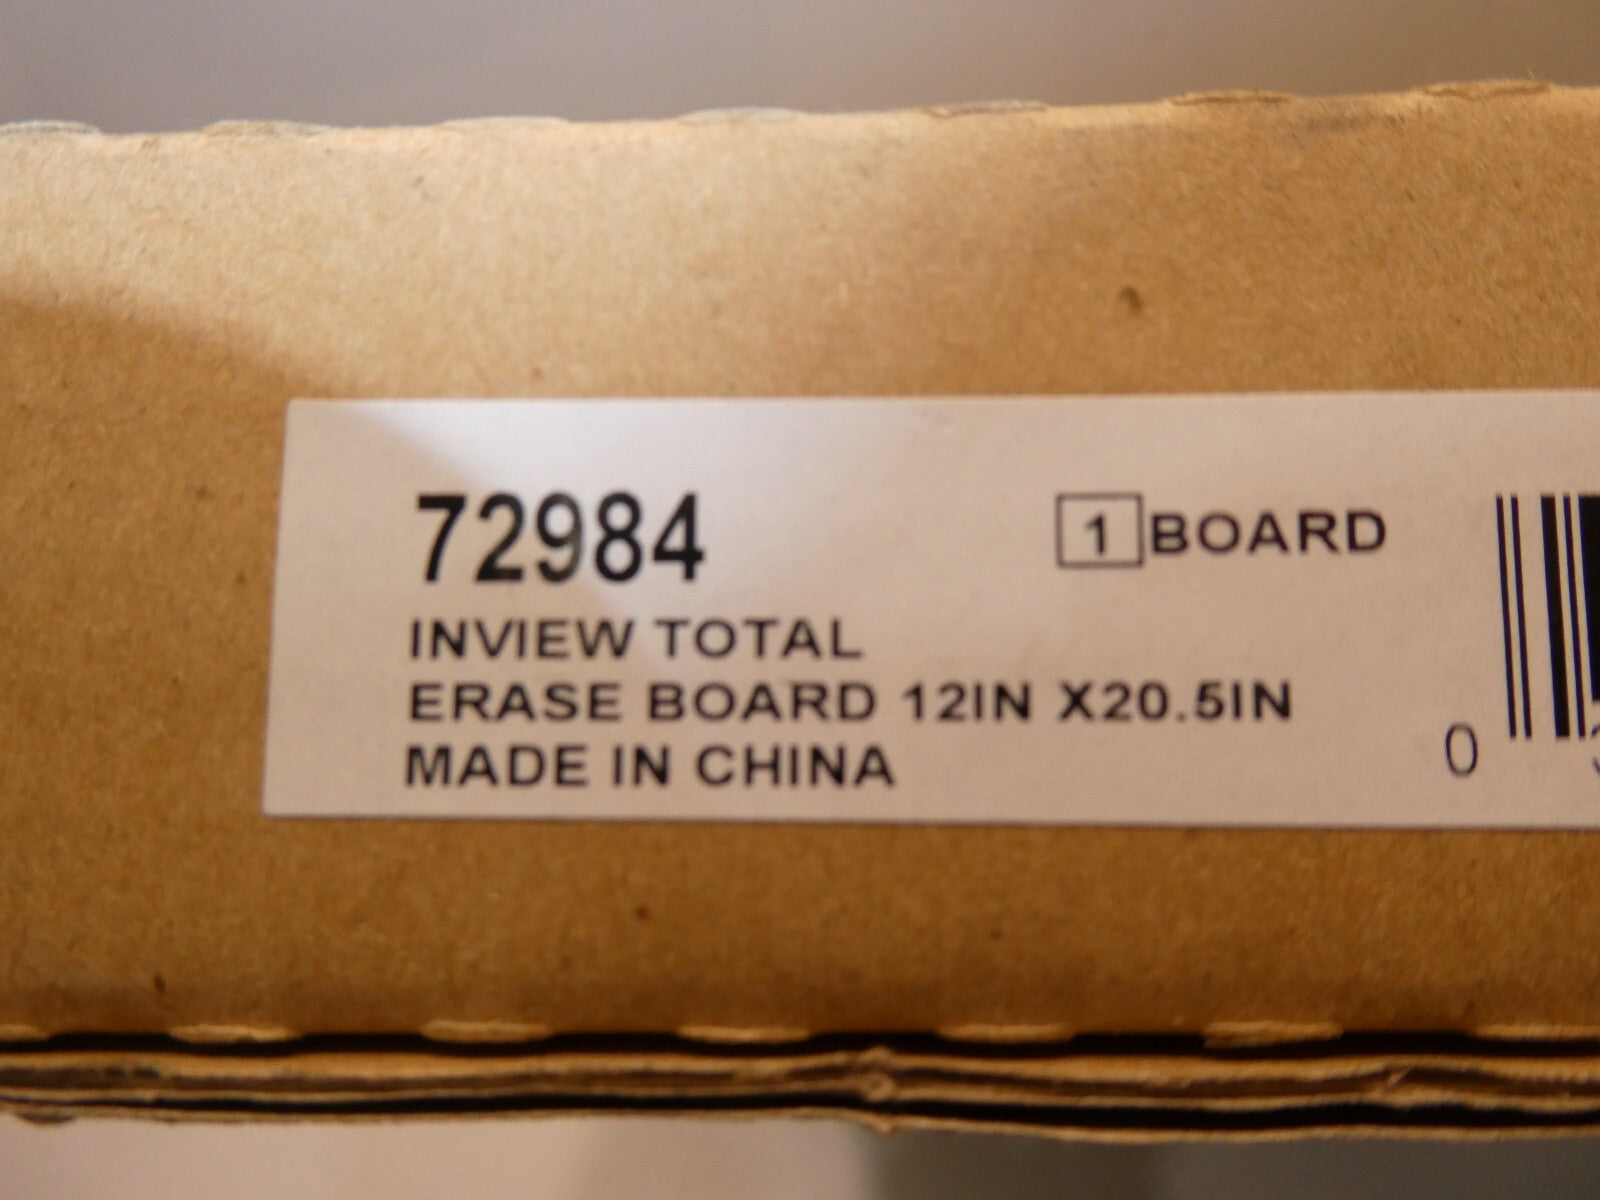 72984
1 BOARD
INVIEW TOTAL
ERASE BOARD 12IN X20.5IN
MADE IN CHINA
0